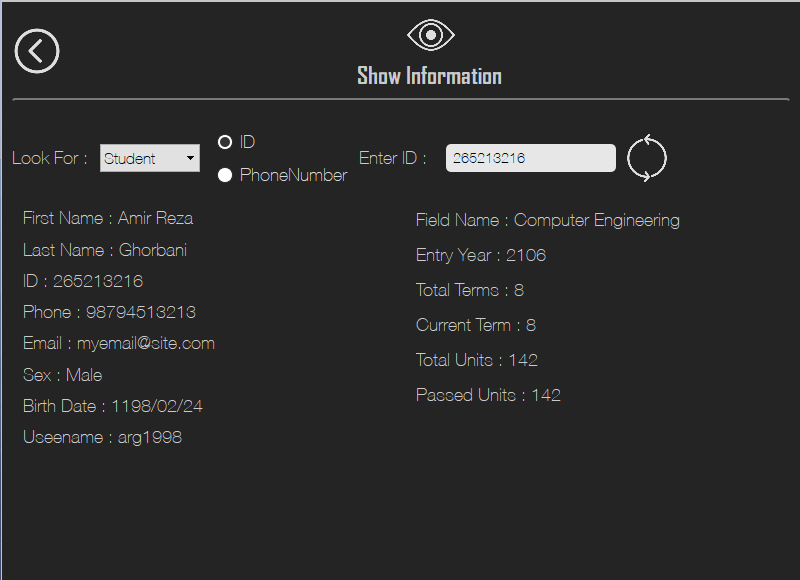 Show Information
Look For :
Student
ID
PhoneNumber
Enter ID :
265213216
First Name : Amir Reza
Last Name : Ghorbani
ID : 265213216
Phone : 98794513213
Email : myemail@site.com
Sex : Male
Birth Date : 1198/02/24
Useename : arg1998
Field Name : Computer Engineering
Entry Year : 2106
Total Terms : 8
Current Term : 8
Total Units : 142
Passed Units : 142